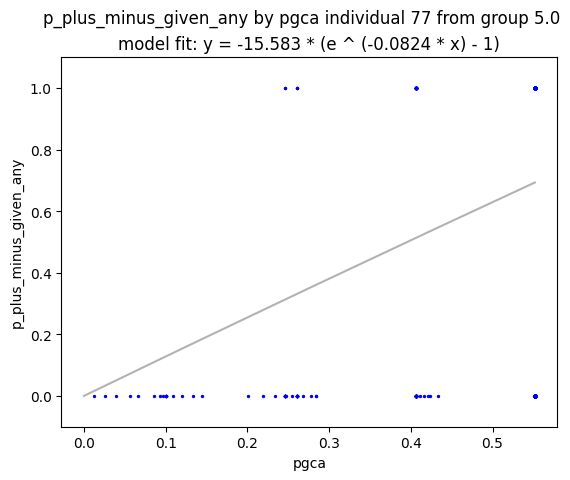 p_plus_minus_given_any by pgca individual 77 from group 5.0
model fit: y = -15.583 * (e ^ (-0.0824 * x) - 1)
1.0
0.8
0.6
0.4
0.2
0.0
p_plus_minus_given_any
0.0 0.1 0.2 0.3 0.4 0.5
pgca